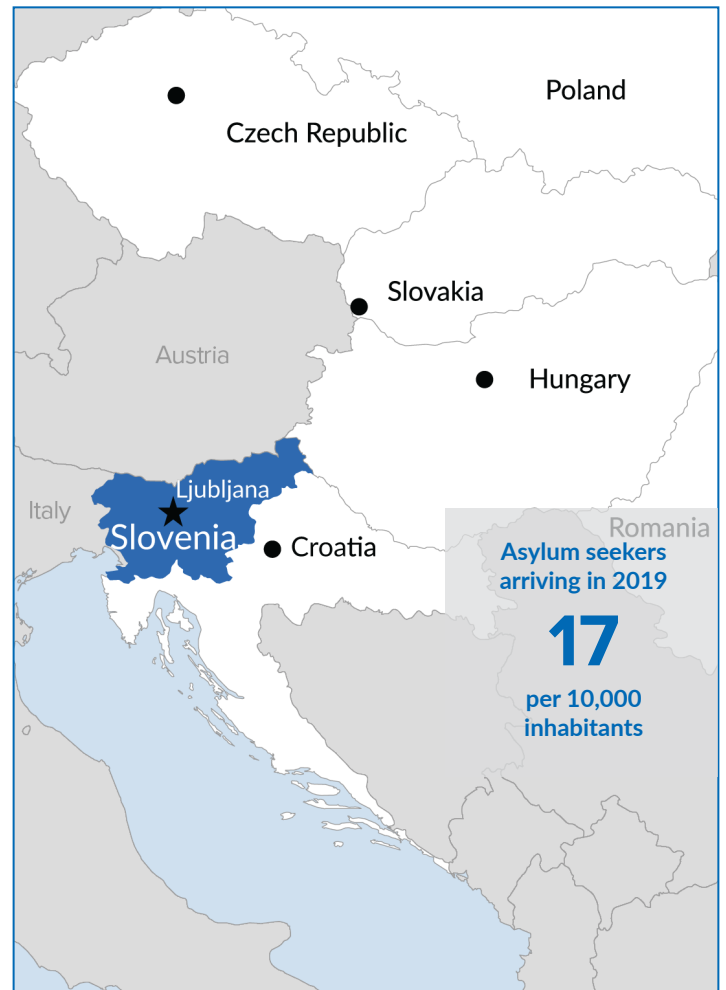 Poland
Czech Republic
Slovakia
Austria
Hungary
Ljubljana
Italy
Slovenia
Croatia
Romania
Asylum seekers
arriving in 2019
17
per 10,000
inhabitants